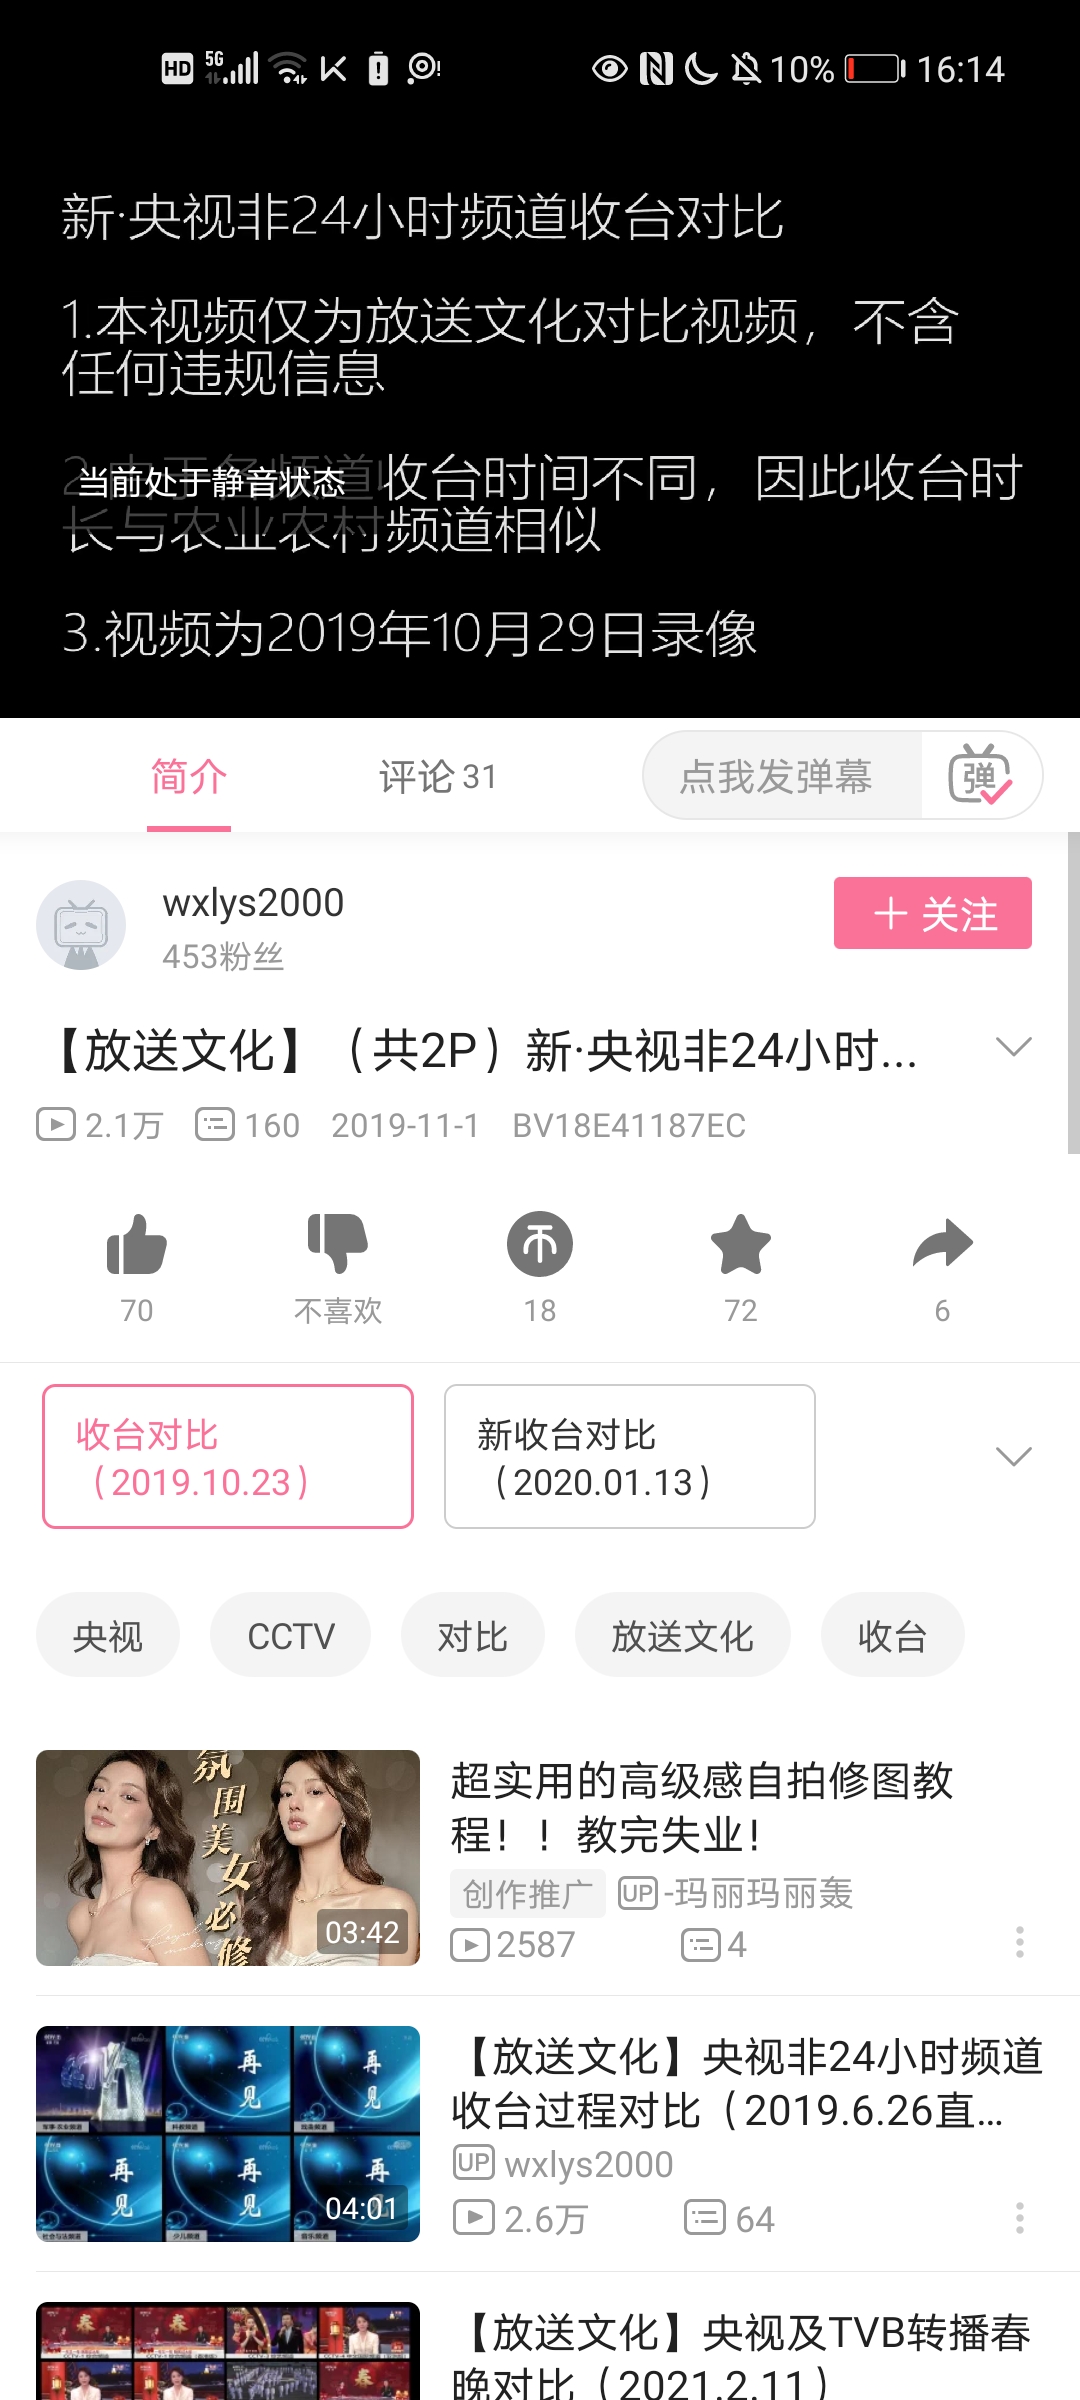 HD 5G 10% 16:14
新·央视非24小时频道收台对比
1.本视频仅为放送文化对比视频，不含
任何违规信息
2.由于各频道收台时间不同，因此收台时
长与农业农村频道相似
当前处于静音状态
3.视频为2019年10月29日录像
简介
评论 31
点我发弹幕
弹
wxlys2000
453粉丝
＋关注
【放送文化】（共2P）新·央视非24小时...
2.1万 160 2019-11-1 BV18E41187EC
70 不喜欢 18 72 6
收台对比
（2019.10.23）
新收台对比
（2020.01.13）
央视 CCTV 对比 放送文化 收台
氛围美女必修
03:42
超实用的高级感自拍修图教
程！！教完失业！
创作推广 UP -玛丽玛丽轰
2587 4
再见
再见
再见
再见
再见
04:01
【放送文化】央视非24小时频道
收台过程对比（2019.6.26直...
UP wxlys2000
2.6万 64
春
春
【放送文化】央视及TVB转播春
晚对比（2021.2.11）